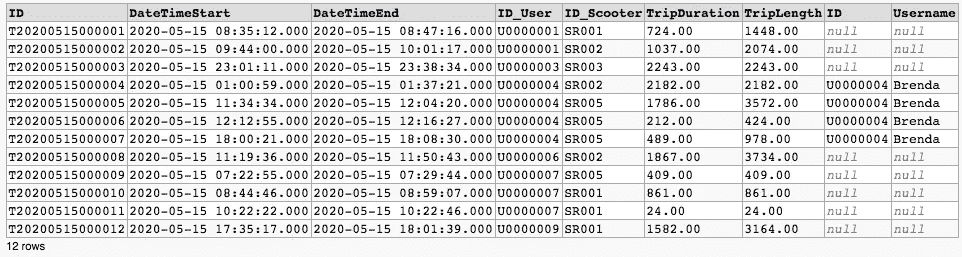 ID DateTimeStart DateTimeEnd ID_User ID_Scooter TripDuration TripLength ID Username
T20200515000001 2020-05-15 08:35:12.000 2020-05-15 08:47:16.000 U0000001 SR001 724.00 1448.00 null null
T20200515000002 2020-05-15 09:44:00.000 2020-05-15 10:01:17.000 U0000001 SR002 1037.00 2074.00 null null
T20200515000003 2020-05-15 23:01:11.000 2020-05-15 23:38:34.000 U0000003 SR003 2243.00 2243.00 null null
T20200515000004 2020-05-15 01:00:59.000 2020-05-15 01:37:21.000 U0000004 SR002 2182.00 2182.00 U0000004 Brenda
T20200515000005 2020-05-15 11:34:34.000 2020-05-15 12:04:20.000 U0000004 SR005 1786.00 3572.00 U0000004 Brenda
T20200515000006 2020-05-15 12:12:55.000 2020-05-15 12:16:27.000 U0000004 SR005 212.00 424.00 U0000004 Brenda
T20200515000007 2020-05-15 18:00:21.000 2020-05-15 18:08:30.000 U0000004 SR005 489.00 978.00 U0000004 Brenda
T20200515000008 2020-05-15 11:19:36.000 2020-05-15 11:50:43.000 U0000006 SR002 1867.00 3734.00 null null
T20200515000009 2020-05-15 07:22:55.000 2020-05-15 07:29:44.000 U0000007 SR005 409.00 409.00 null null
T20200515000010 2020-05-15 08:44:46.000 2020-05-15 08:59:07.000 U0000007 SR001 861.00 861.00 null null
T20200515000011 2020-05-15 10:22:22.000 2020-05-15 10:22:46.000 U0000007 SR001 24.00 24.00 null null
T20200515000012 2020-05-15 17:35:17.000 2020-05-15 18:01:39.000 U0000009 SR001 1582.00 3164.00 null null
12 rows